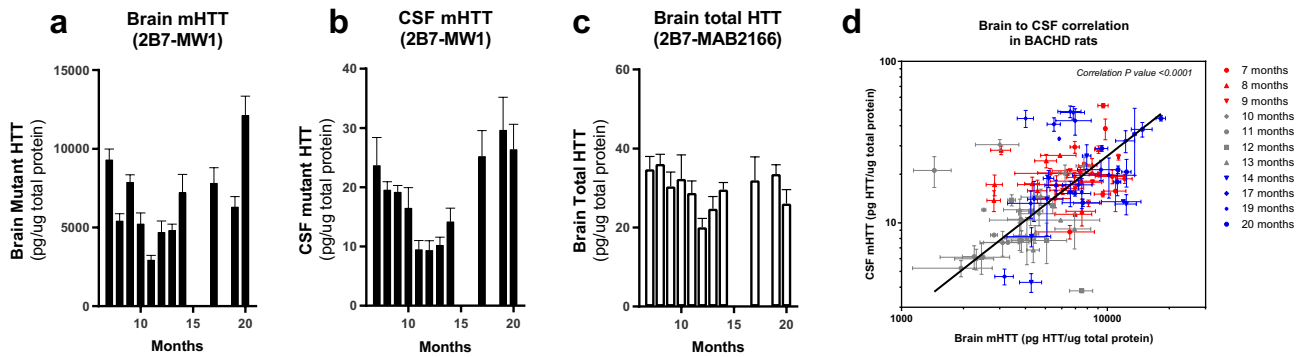 a
Brain mHTT
(2B7-MW1)
Brain Mutant HTT
(pg/ug total protein)
15000
10000
5000
0
10
15
20
Months
b
CSF mHTT
(2B7-MW1)
CSF mutant HTT
(pg/ug total protein)
40
30
20
10
0
10
15
20
Months
c
Brain total HTT
(2B7-MAB2166)
Brain Total HTT
(pg/ug total protein)
60
40
20
0
10
15
20
Months
d
Brain to CSF correlation
in BACHD rats
Correlation P value <0.0001
CSF mHTT (pg HTT/ug total protein)
100
10
1000
10000
Brain mHTT (pg HTT/ug total protein)
7 months
8 months
9 months
10 months
11 months
12 months
13 months
14 months
17 months
19 months
20 months